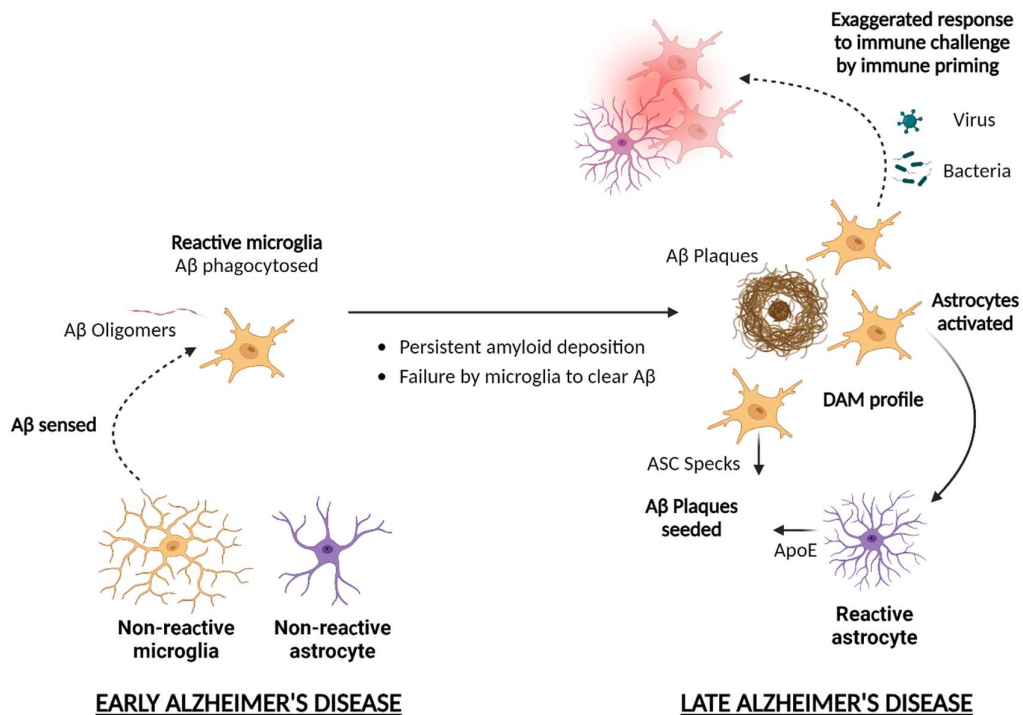 Exaggerated response
to immune challenge
by immune priming
Virus
Bacteria
Reactive microglia
Aβ phagocytosed
Aβ Oligomers
Aβ sensed
Non-reactive
microglia
Non-reactive
astrocyte
EARLY ALZHEIMER'S DISEASE
• Persistent amyloid deposition
• Failure by microglia to clear Aβ
Aβ Plaques
Astrocytes
activated
DAM profile
ASC Specks
Aβ Plaques
seeded
ApoE
Reactive
astrocyte
LATE ALZHEIMER'S DISEASE